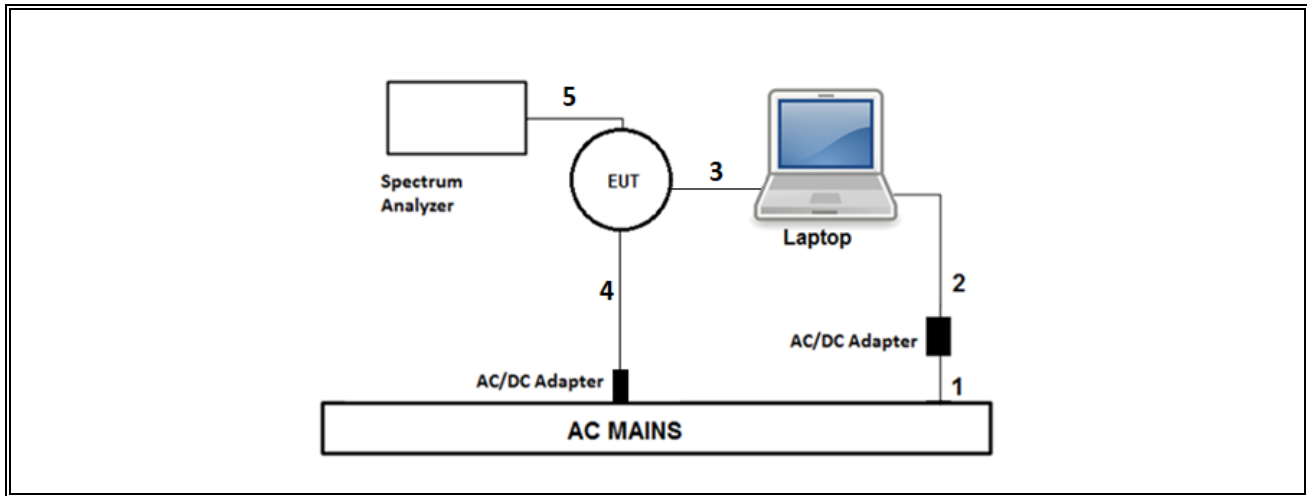 5
Spectrum
Analyzer
EUT
3
Laptop
4
2
AC/DC Adapter
AC/DC Adapter
1
AC MAINS